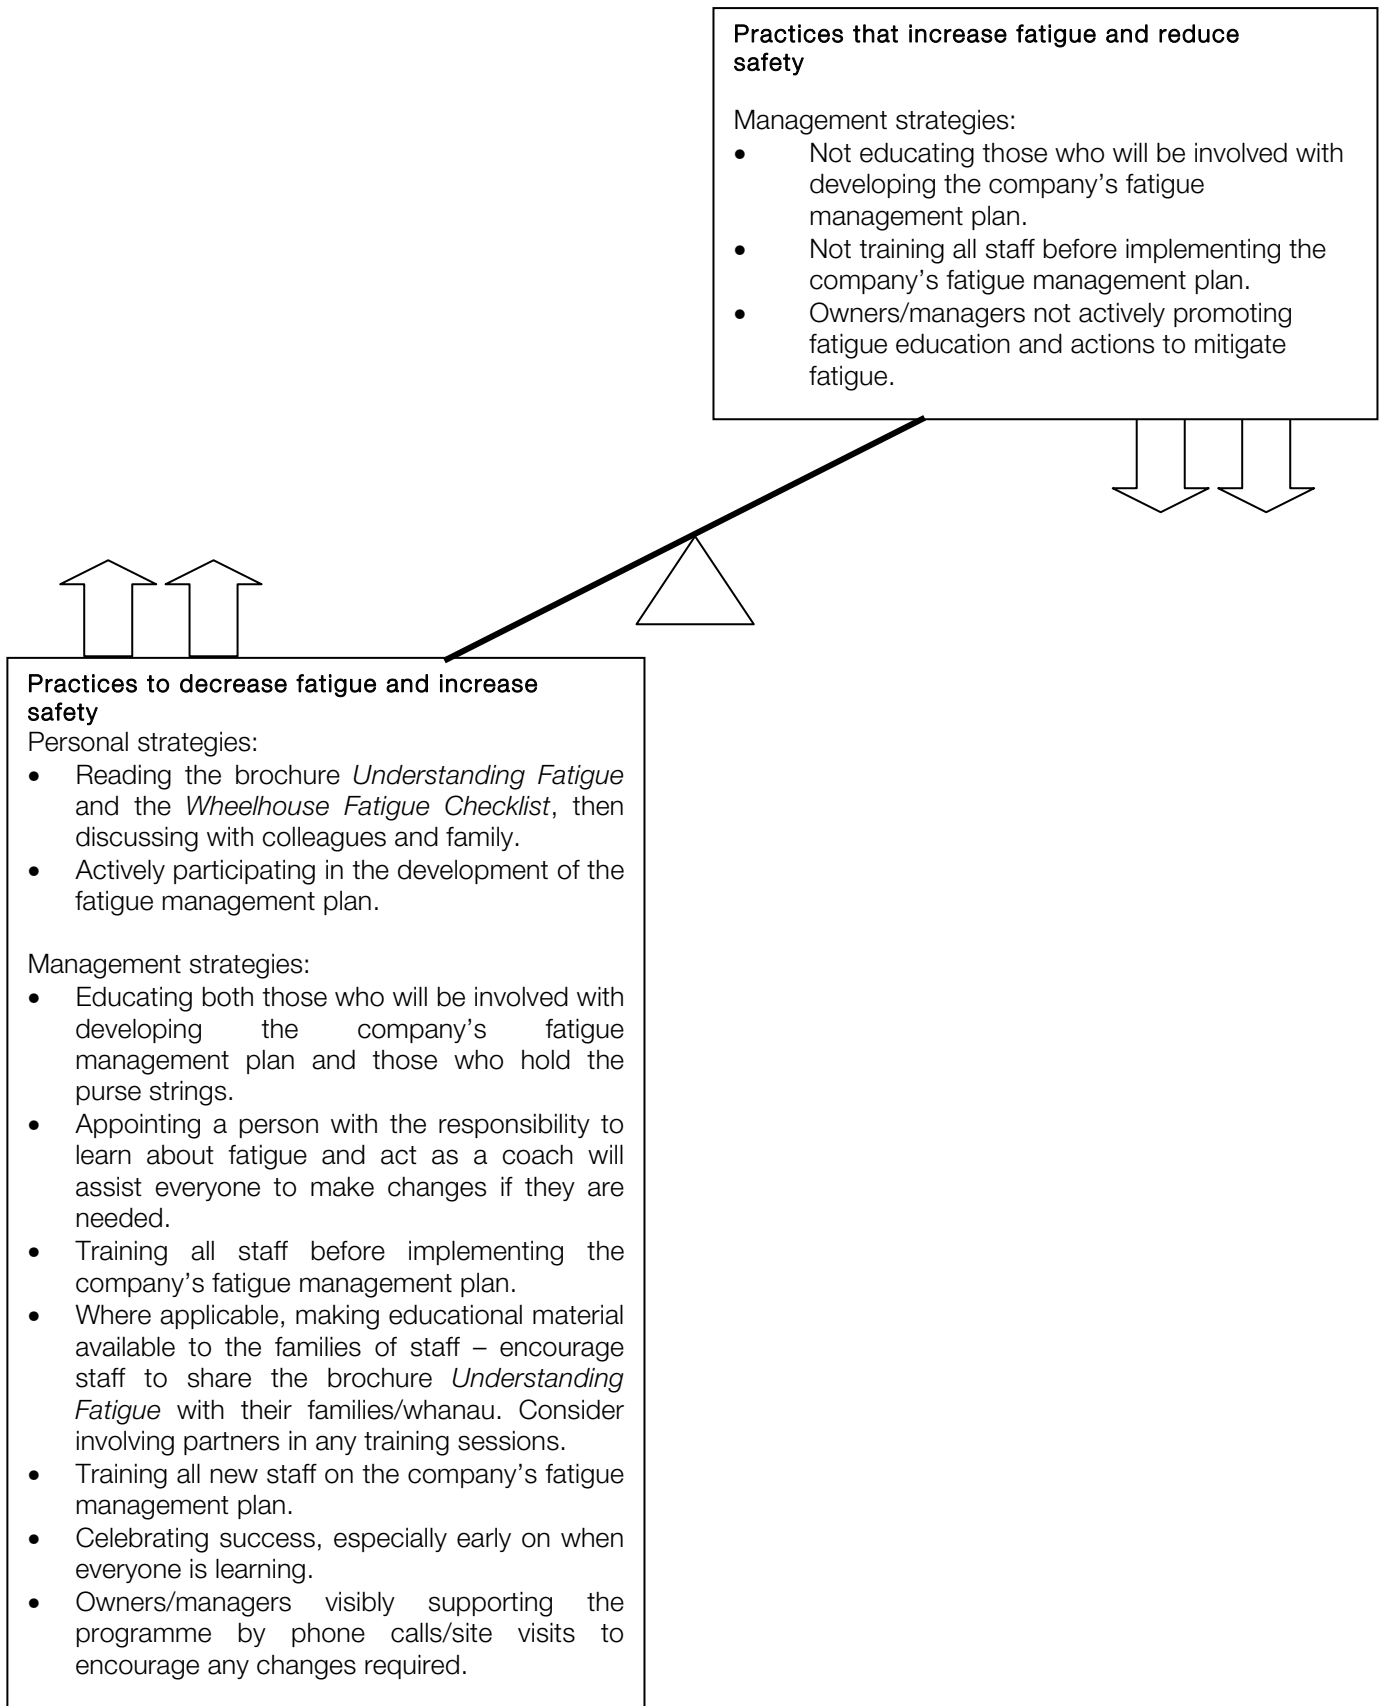 Practices that increase fatigue and reduce
safety
Management strategies:
• Not educating those who will be involved with
developing the company’s fatigue
management plan.
• Not training all staff before implementing the
company’s fatigue management plan.
• Owners/managers not actively promoting
fatigue education and actions to mitigate
fatigue.
Practices to decrease fatigue and increase
safety
Personal strategies:
• Reading the brochure Understanding Fatigue
and the Wheelhouse Fatigue Checklist, then
discussing with colleagues and family.
• Actively participating in the development of the
fatigue management plan.
Management strategies:
• Educating both those who will be involved with
developing the company’s fatigue
management plan and those who hold the
purse strings.
• Appointing a person with the responsibility to
learn about fatigue and act as a coach will
assist everyone to make changes if they are
needed.
• Training all staff before implementing the
company’s fatigue management plan.
• Where applicable, making educational material
available to the families of staff – encourage
staff to share the brochure Understanding
Fatigue with their families/whanau. Consider
involving partners in any training sessions.
• Training all new staff on the company’s fatigue
management plan.
• Celebrating success, especially early on when
everyone is learning.
• Owners/managers visibly supporting the
programme by phone calls/site visits to
encourage any changes required.